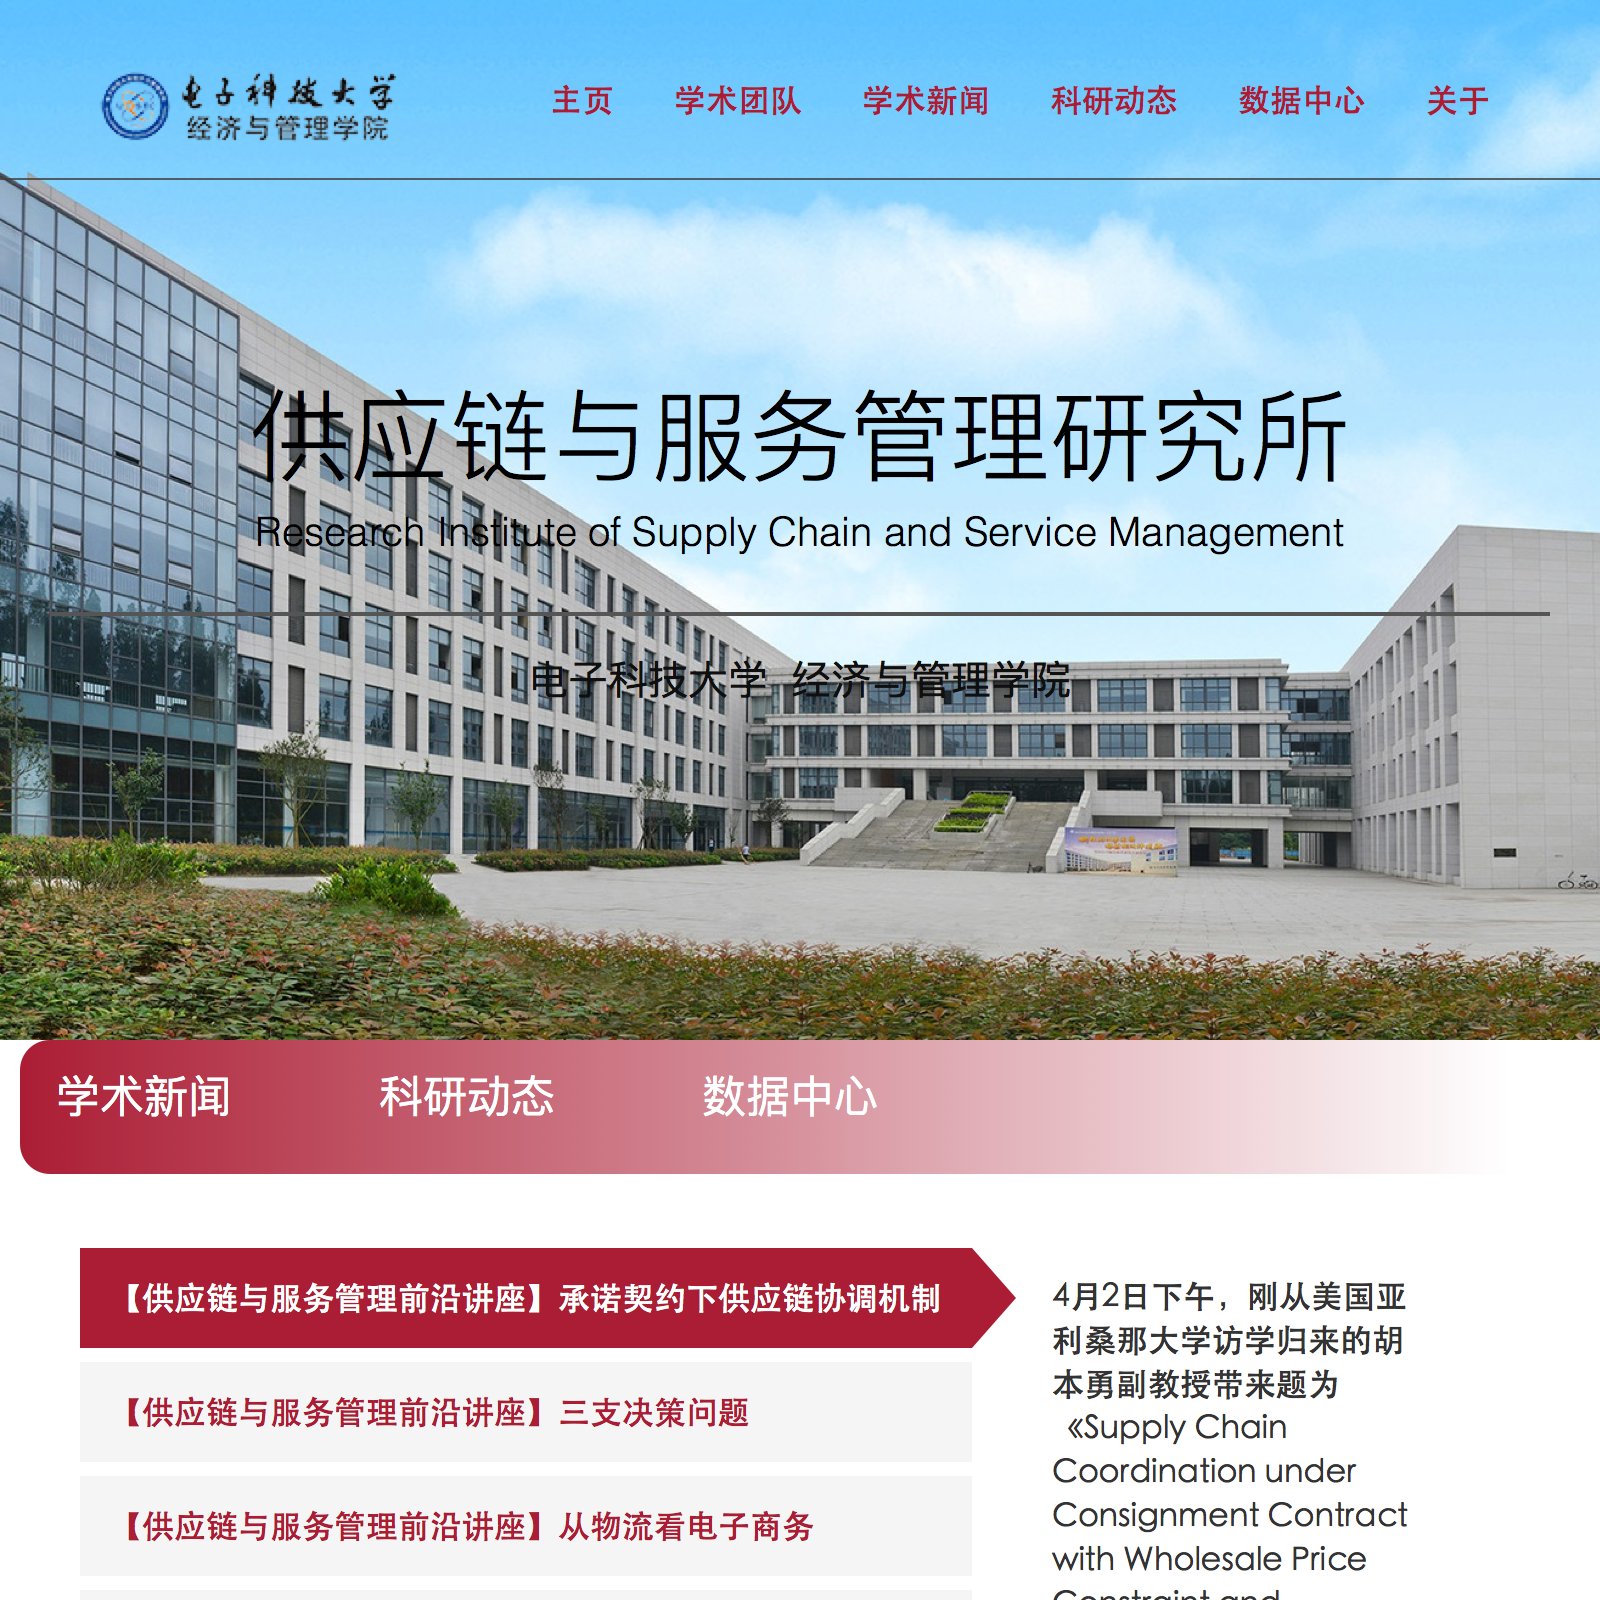 电子科技大学
经济与管理学院
主页 学术团队 学术新闻 科研动态 数据中心 关于
供应链与服务管理研究所
Research Institute of Supply Chain and Service Management
电子科技大学 经济与管理学院
学术新闻 科研动态 数据中心
【供应链与服务管理前沿讲座】承诺契约下供应链协调机制
【供应链与服务管理前沿讲座】三支决策问题
【供应链与服务管理前沿讲座】从物流看电子商务
4月2日下午，刚从美国亚
利桑那大学访学归来的胡
本勇副教授带来题为
《Supply Chain
Coordination under
Consignment Contract
with Wholesale Price
Constraint and